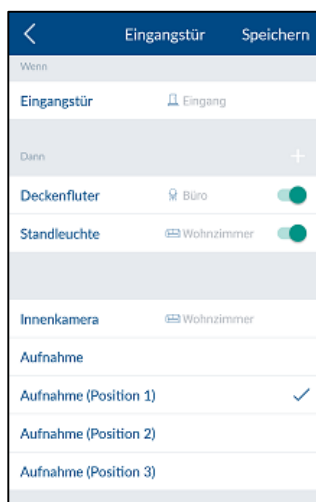 Eingangstür Speichern
Wenn
Eingangstür Eingang
Dann
Deckenfluter Büro
Standleuchte Wohnzimmer
Innenkamera Wohnzimmer
Aufnahme
Aufnahme (Position 1)
Aufnahme (Position 2)
Aufnahme (Position 3)